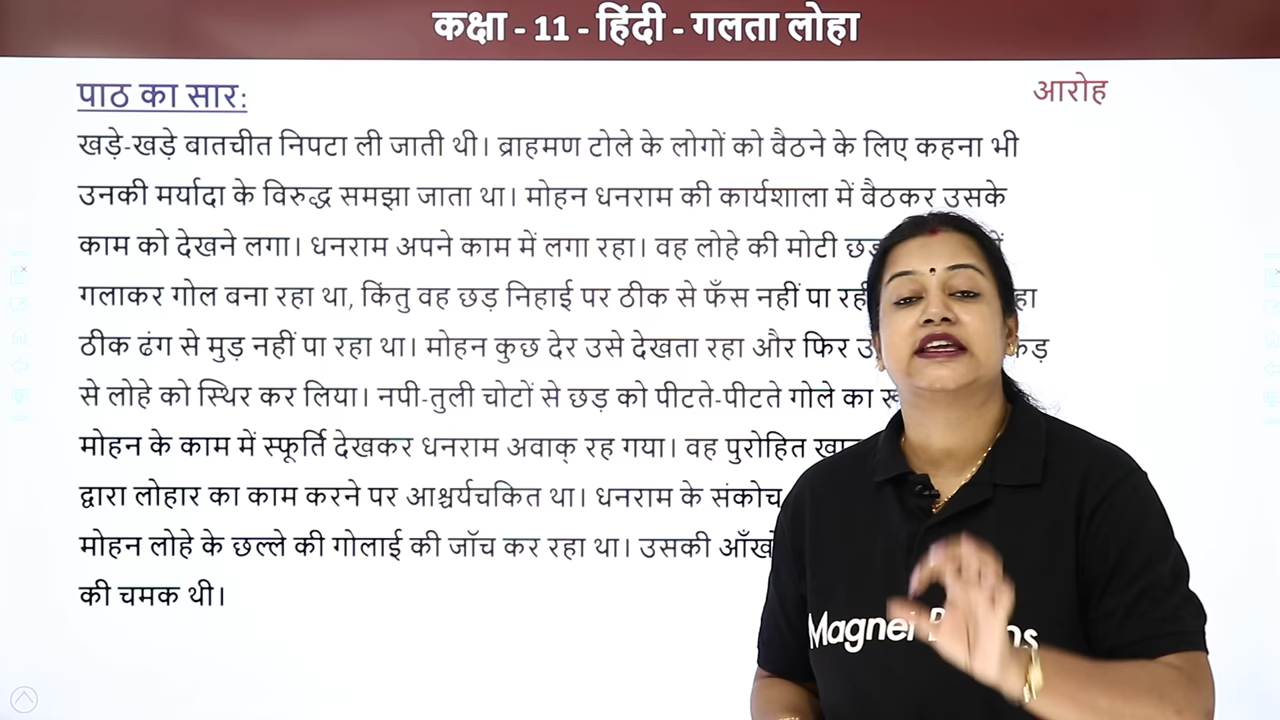 कक्षा - 11 - हिंदी - गलता लोहा
पाठ का सार:
आरोह
खड़े-खड़े बातचीत निपटा ली जाती थी। ब्राहमण टोले के लोगों को बैठने के लिए कहना भी
उनकी मर्यादा के विरुद्ध समझा जाता था। मोहन धनराम की कार्यशाला में बैठकर उसके
काम को देखने लगा। धनराम अपने काम में लगा रहा। वह लोहे की मोटी
गलाकर गोल बना रहा था, किंतु वह छड़ निहाई पर ठीक से फँस नहीं पा
ठीक ढंग से मुड़ नहीं पा रहा था। मोहन कुछ देर उसे देखता रहा और फिर
से लोहे को स्थिर कर लिया। नपी-तुली चोटों से छड़ को पीटते-पीटते गोले का
मोहन के काम में स्फूर्ति देखकर धनराम अवाक् रह गया। वह पुरोहित
द्वारा लोहार का काम करने पर आश्चर्यचकित था। धनराम के संकोच
मोहन लोहे के छल्ले की गोलाई की जाँच कर रहा था। उसकी
की चमक थी।